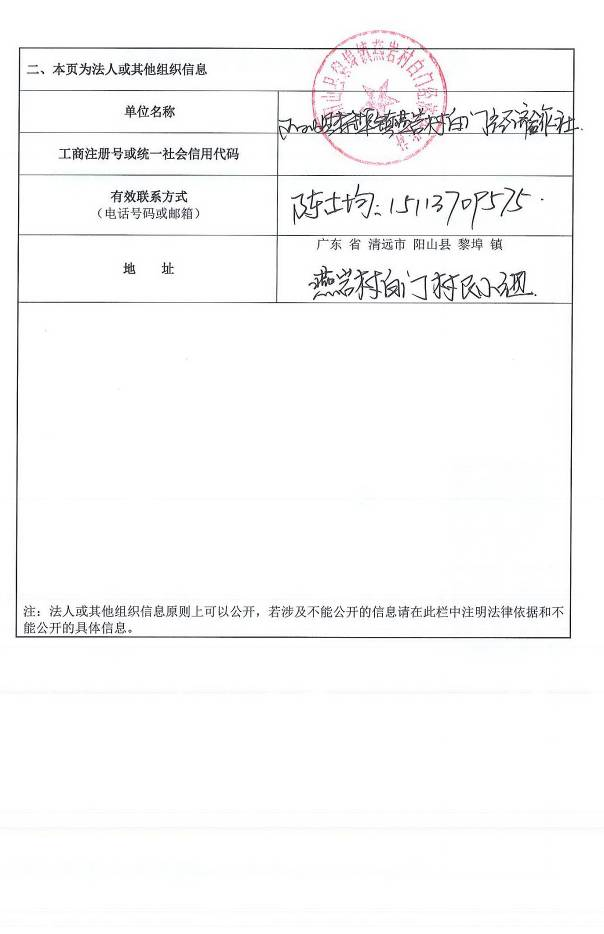 二、本页为法人或其他组织信息
单位名称
阳山县黎埠镇燕岩村白门经济合作社
工商注册号或统一社会信用代码
有效联系方式
(电话号码或邮箱)
陈土均:15113709575.
广东 省 清远市 阳山县 黎埠 镇
地 址
燕岩村白门村民小组.
注：法人或其他组织信息原则上可以公开，若涉及不能公开的信息请在此栏中注明法律依据和不
能公开的具体信息。